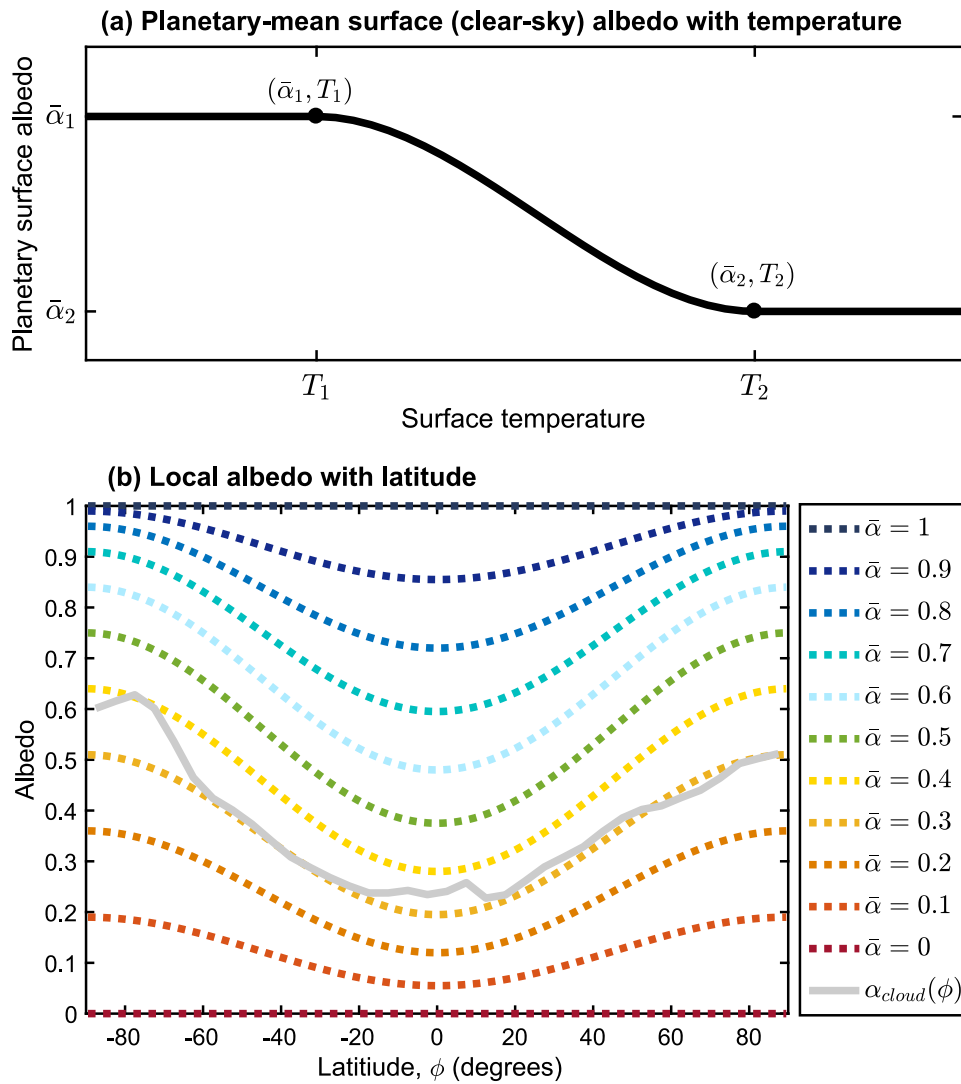 (a) Planetary-mean surface (clear-sky) albedo with temperature
Planetary surface albedo
ᾱ₁
ᾱ₂
(ᾱ₁, T₁)
(ᾱ₂, T₂)
T₁
T₂
Surface temperature
(b) Local albedo with latitude
Albedo
1
0.9
0.8
0.7
0.6
0.5
0.4
0.3
0.2
0.1
0
-80 -60 -40 -20 0 20 40 60 80
Latitiude, ϕ (degrees)
ᾱ = 1
ᾱ = 0.9
ᾱ = 0.8
ᾱ = 0.7
ᾱ = 0.6
ᾱ = 0.5
ᾱ = 0.4
ᾱ = 0.3
ᾱ = 0.2
ᾱ = 0.1
ᾱ = 0
α_cloud(ϕ)